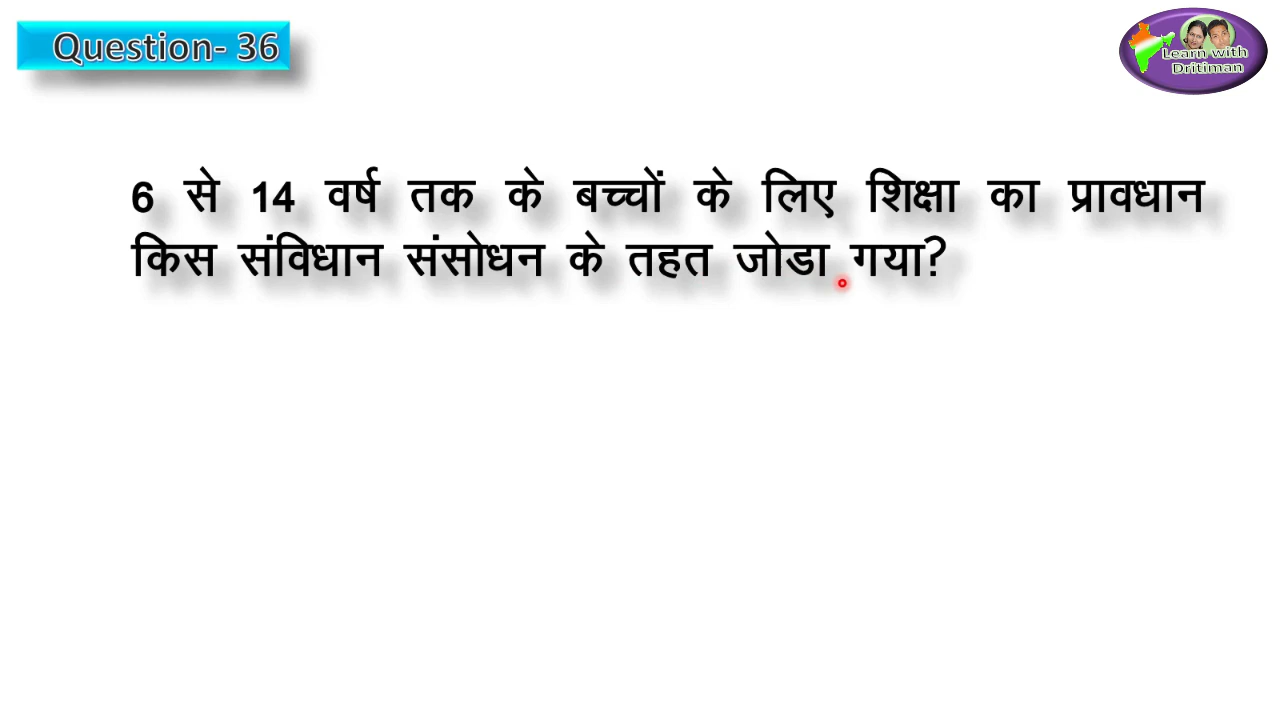 Question- 36
Learn with
Dritiman
6 से 14 वर्ष तक के बच्चों के लिए शिक्षा का प्रावधान
किस संविधान संसोधन के तहत जोडा गया?